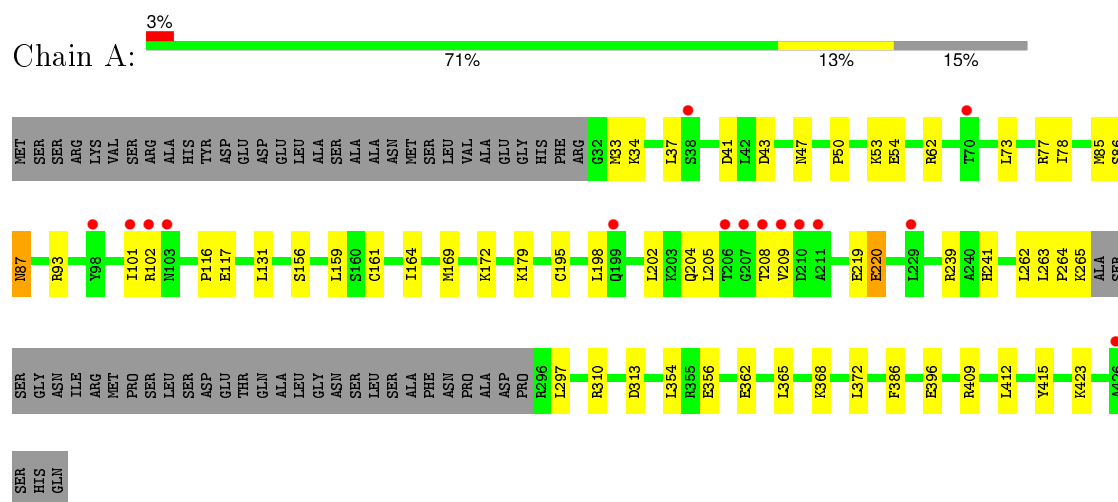 3%
Chain A:
71% 13% 15%
MET SER SER ARG LYS VAL SER ARG ALA HIS TYR ASP GLU ASP GLU LEU ALA SER ALA ALA ASN MET SER LEU VAL ALA GLU GLY HIS PHE ARG G32 M33 K34 L37 S38 D41 L42 D43 N47 P50 K53 E54 R62 T70 L73 R77 I78 M85 S86
N87 R93 Y98 I101 R102 N103 P116 E117 L131 S156 L159 S160 C161 I164 M169 K172 K179 C195 L198 Q199 L202 K203 Q204 L205 T206 G207 T208 V209 D210 A211 E219 E220 I229 R239 A240 H241 L262 L263 P264 K265 ALA SER
SER GLY ASN ILE ARG MET PRO SER LEU SER SER ASP GLU THR GLN ALA LEU GLY ASN SER LEU SER ALA PHE ASN PRO ALA ASP PRO R296 L297 R310 D313 L354 R355 E356 E362 L365 K368 L372 F386 E396 R409 L412 Y415 K423 A426
SER HIS GLN